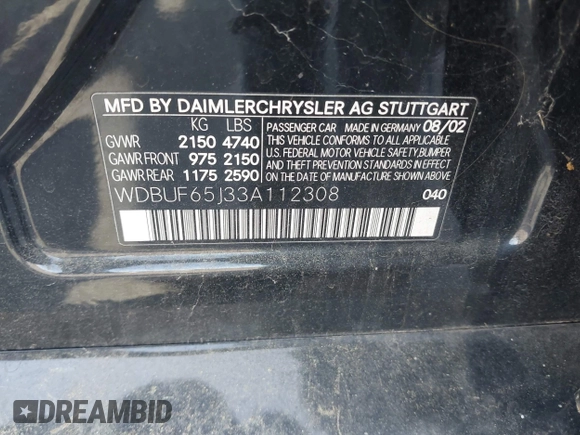 MFD BY DAIMLERCHRYSLER AG STUTTGART
KG LBS
GVWR 2150 4740
GAWR FRONT 975 2150
GAWR REAR 1175 2590
PASSENGER CAR MADE IN GERMANY 08/02
THIS VEHICLE CONFORMS TO ALL APPLICABLE
U.S. FEDERAL MOTOR VEHICLE SAFETY,BUMPER,
AND THEFT PREVENTION STANDARDS IN EFFECT
ON THE DATE OF MANUFACTURE SHOWN ABOVE.
WDBUF65J33A112308
040
DREAMBID